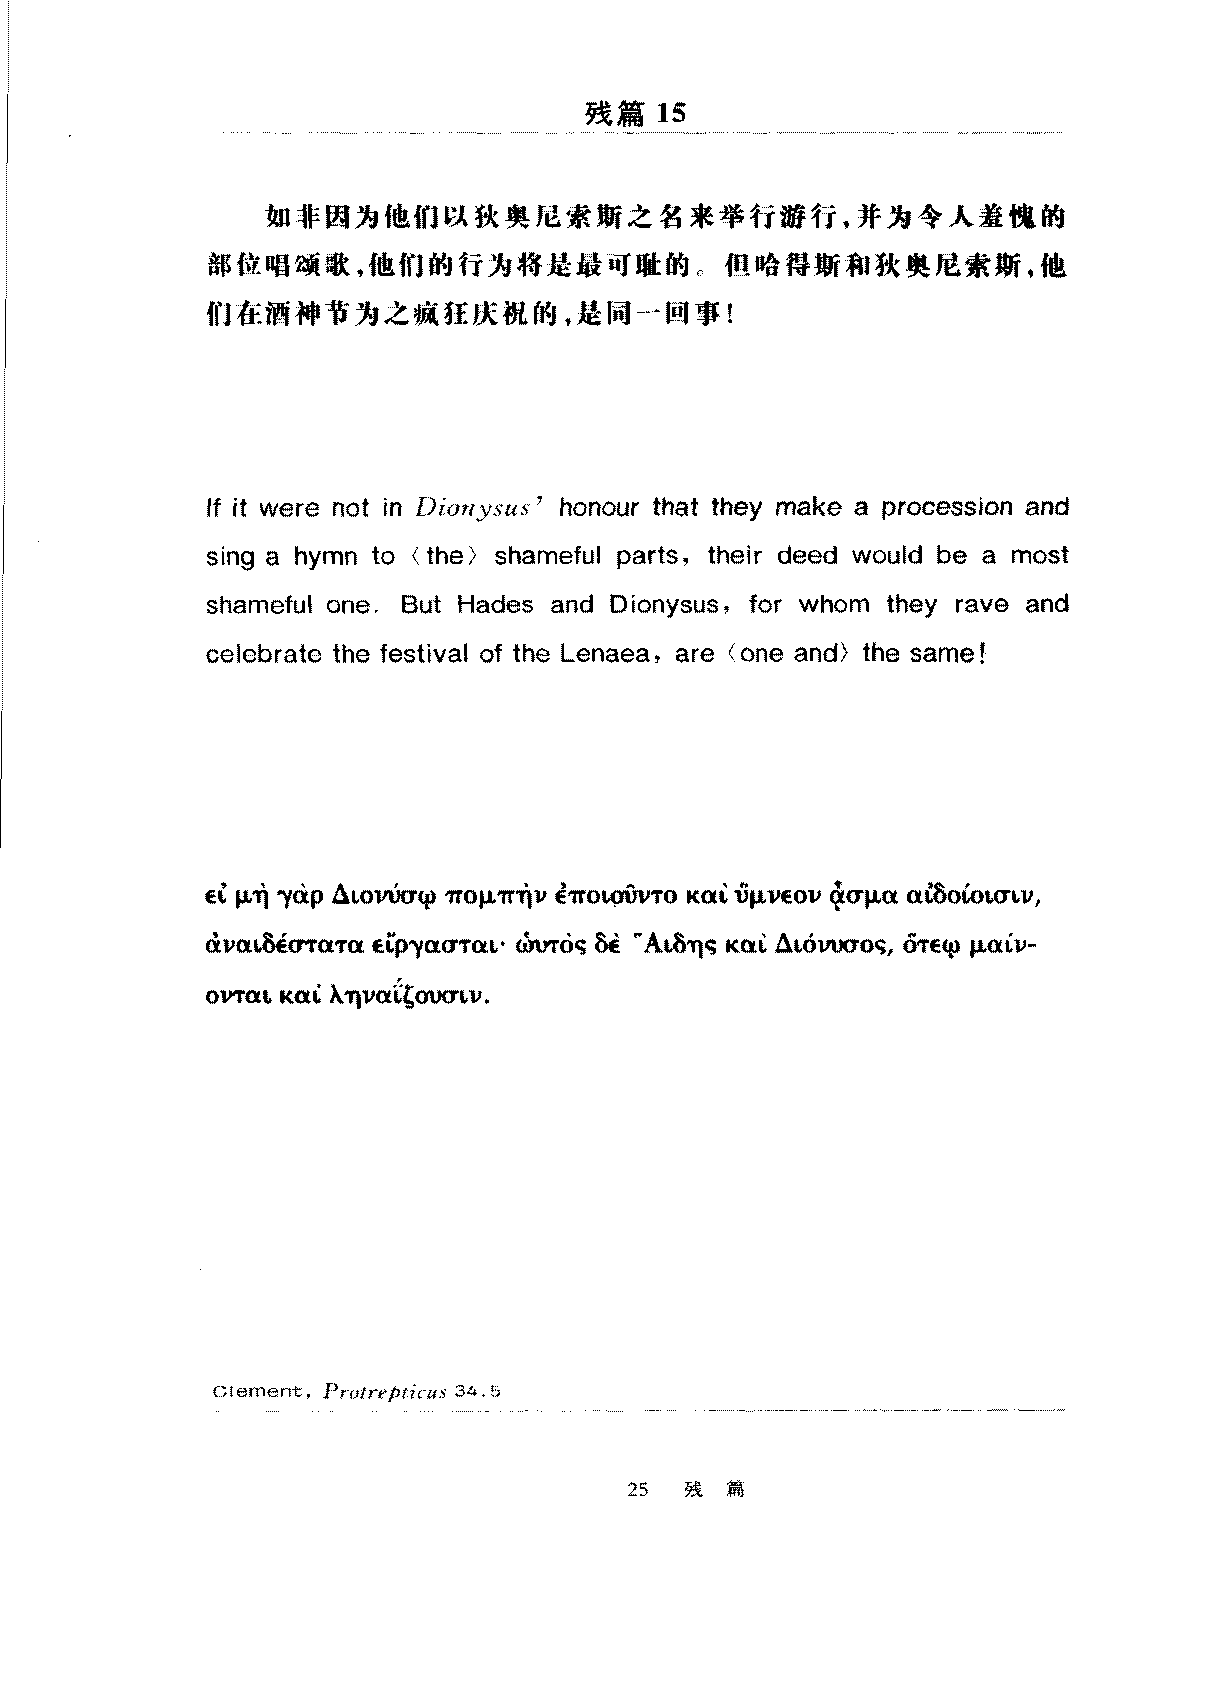 残篇 15
如非因为他们以狄奥尼索斯之名来举行游行,并为令人羞愧的
部位唱颂歌,他们的行为将是最可耻的。但哈得斯和狄奥尼索斯,他
们在酒神节为之疯狂庆祝的,是同一回事!
If it were not in Dionysus' honour that they make a procession and
sing a hymn to〈the〉shameful parts, their deed would be a most
shameful one. But Hades and Dionysus, for whom they rave and
celebrate the festival of the Lenaea, are〈one and〉the same!
εἰ μὴ γὰρ Διονύσῳ πομπὴν ἐποιοῦντο καὶ ὕμνεον ᾆσμα αἰδοίοισιν,
ἀναιδέστατα εἴργασται· ὡυτὸς δὲ Ἅιδης καὶ Διόνυσος, ὅτεῳ μαίν-
ονται καὶ ληναΐζουσιν.
Clement, Protrepticus 34.5
25 残 篇